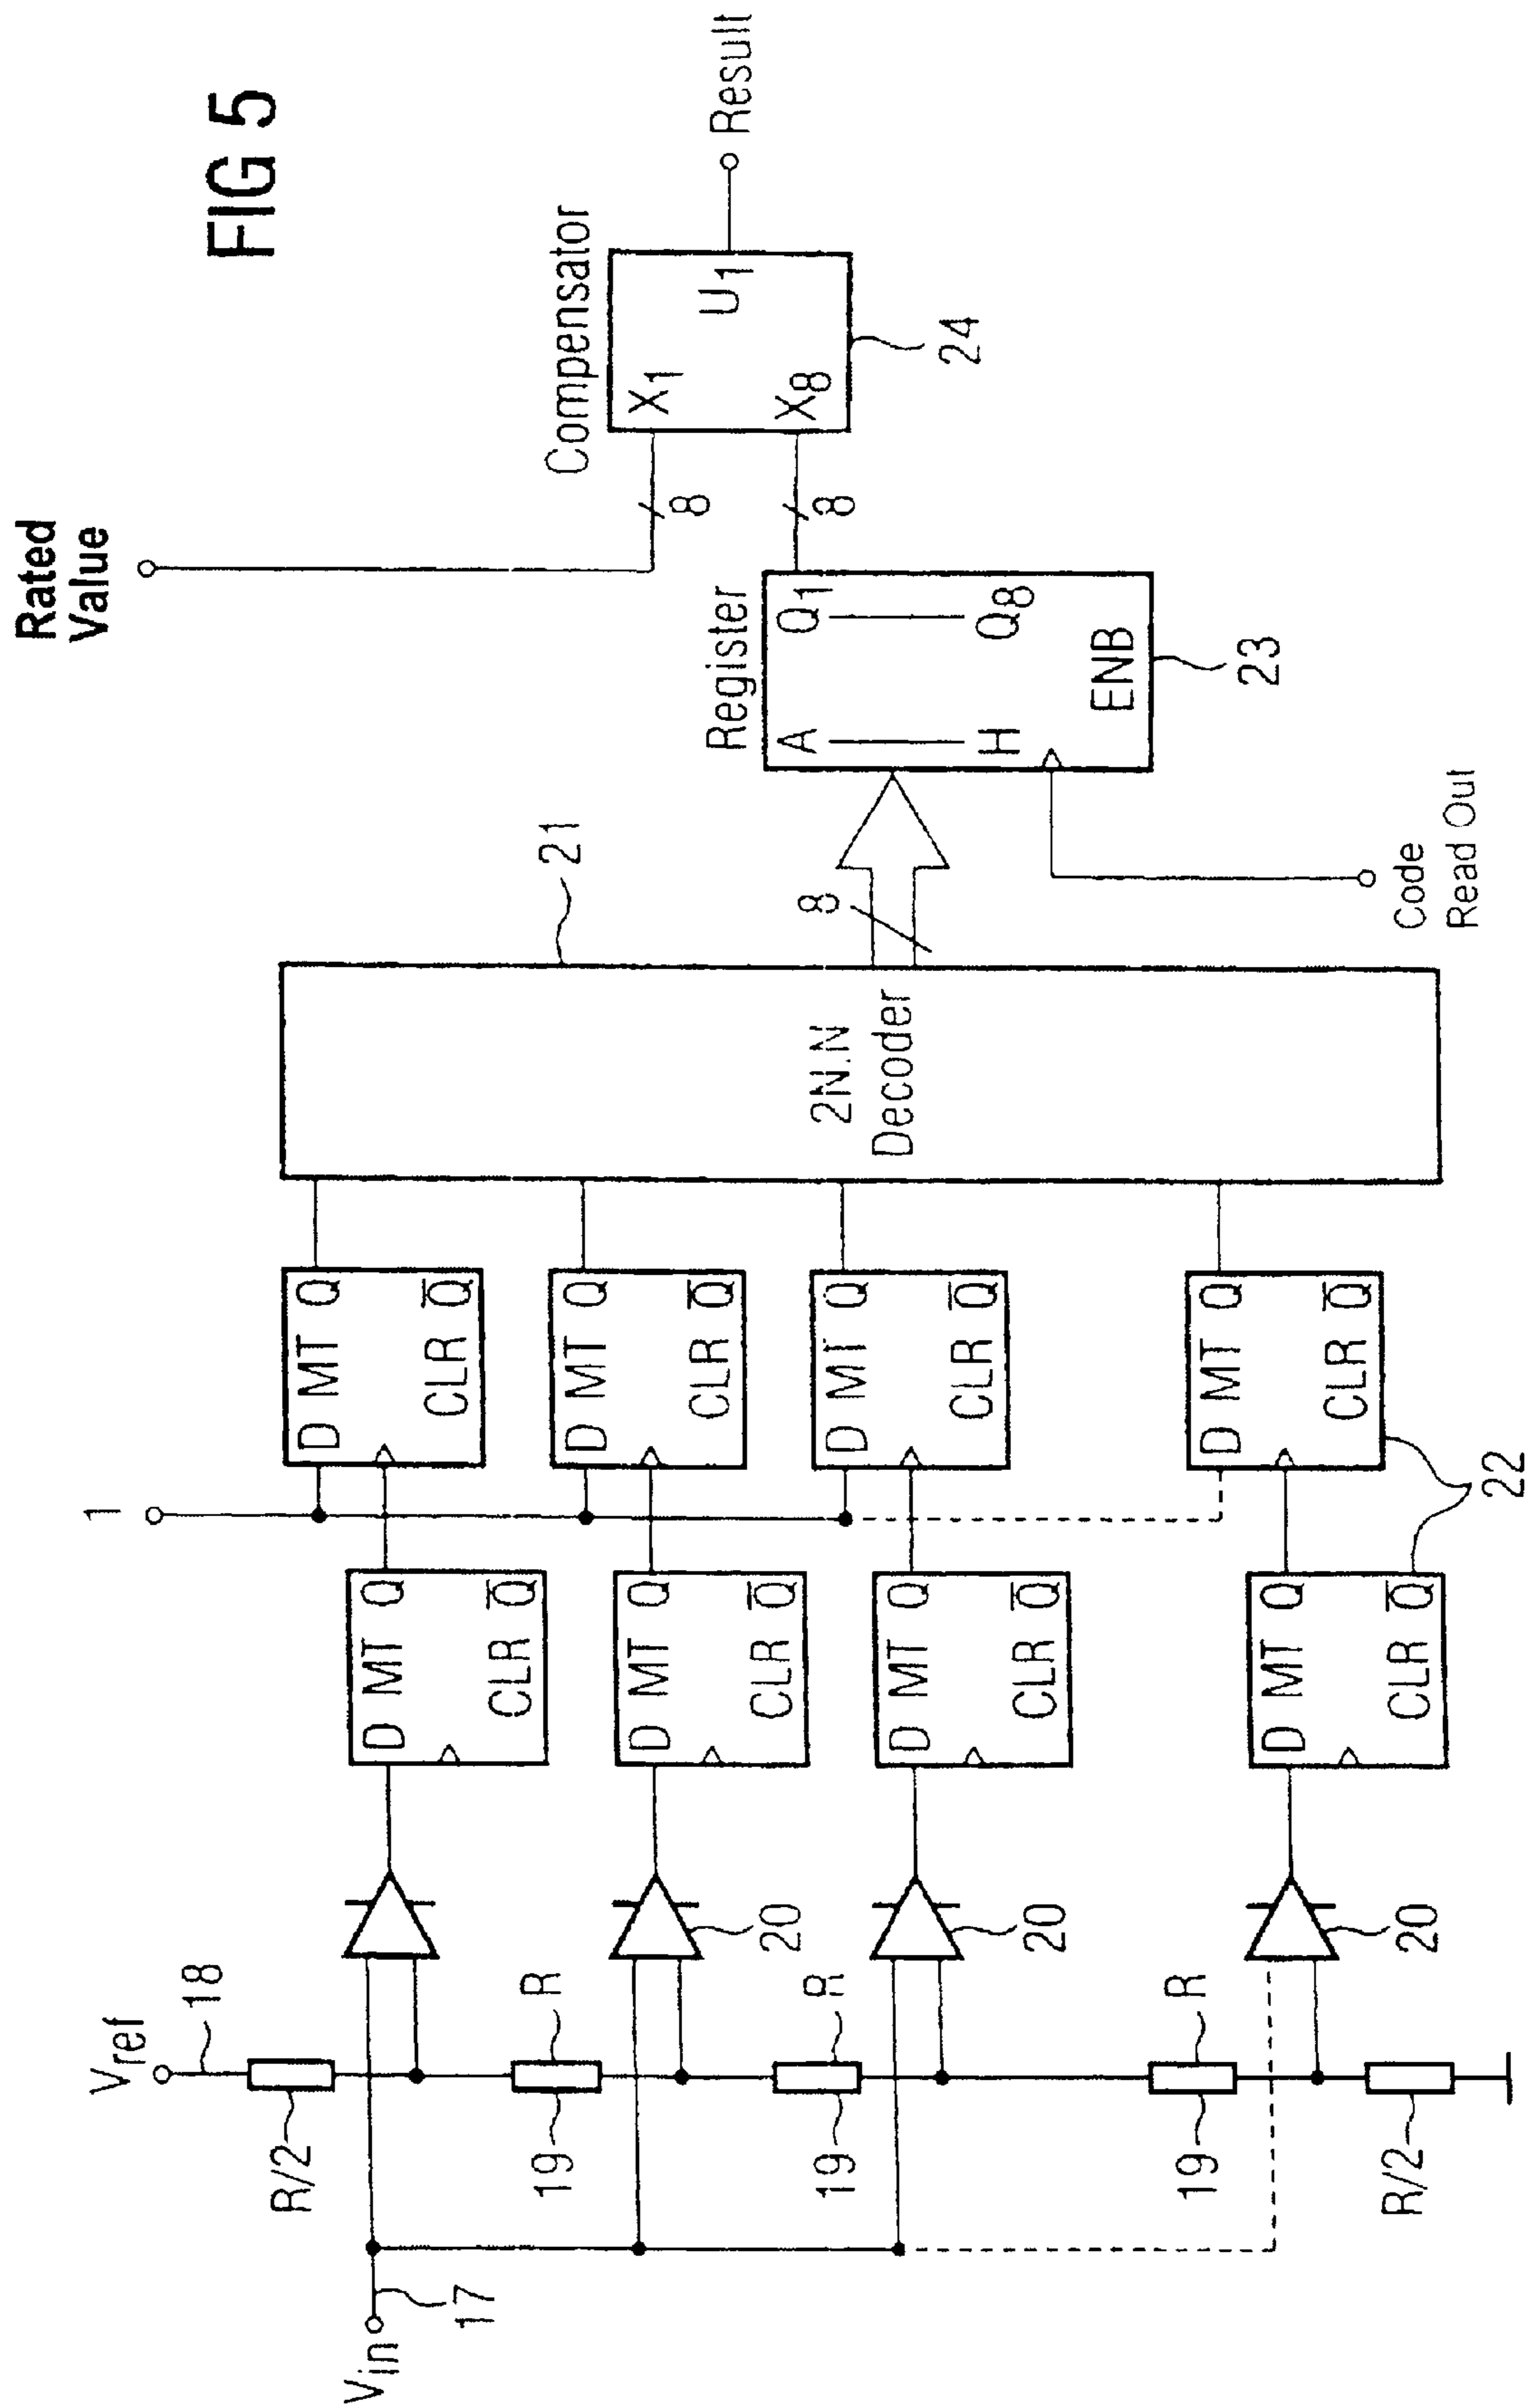 FIG 5
Rated
Value
Compensator
X1
U1
X8
Result
24
8
8
Register
A
H
Q1
Q8
ENB
23
Code
Read Out
8
21
2N.N
Decoder
1
D MT Q
CLR Q̅
D MT Q
CLR Q̅
D MT Q
CLR Q̅
D MT Q
CLR Q̅
D MT Q
CLR Q̅
D MT Q
CLR Q̅
D MT Q
CLR Q̅
D MT Q
CLR Q̅
22
20
20
20
Vref
18
R/2
R
19
R
19
R
19
R/2
Vin
17